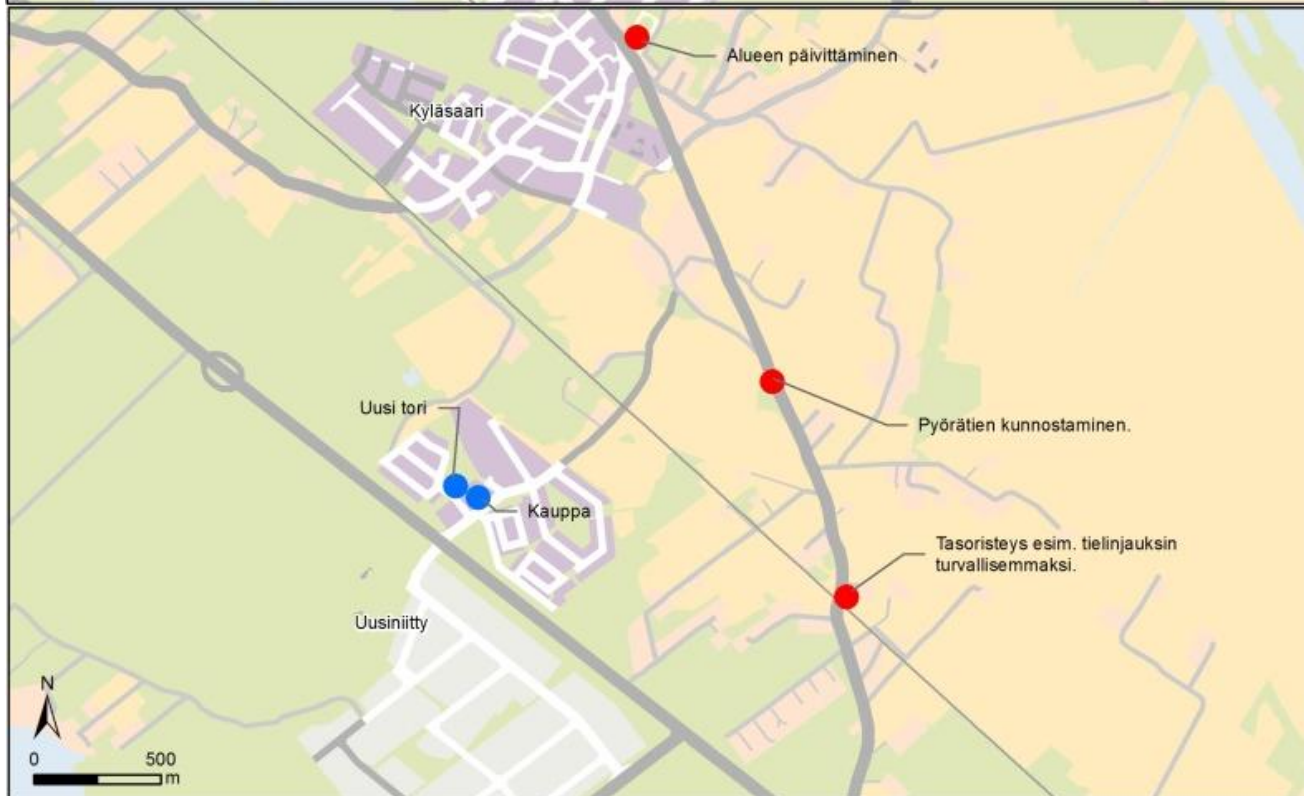 Alueen päivittäminen
Kyläsaari
Uusi tori
Pyörätien kunnostaminen.
Kauppa
Tasoristeys esim. tielinjauksin
turvallisemmaksi.
Uusiniitty
N
0 500
m